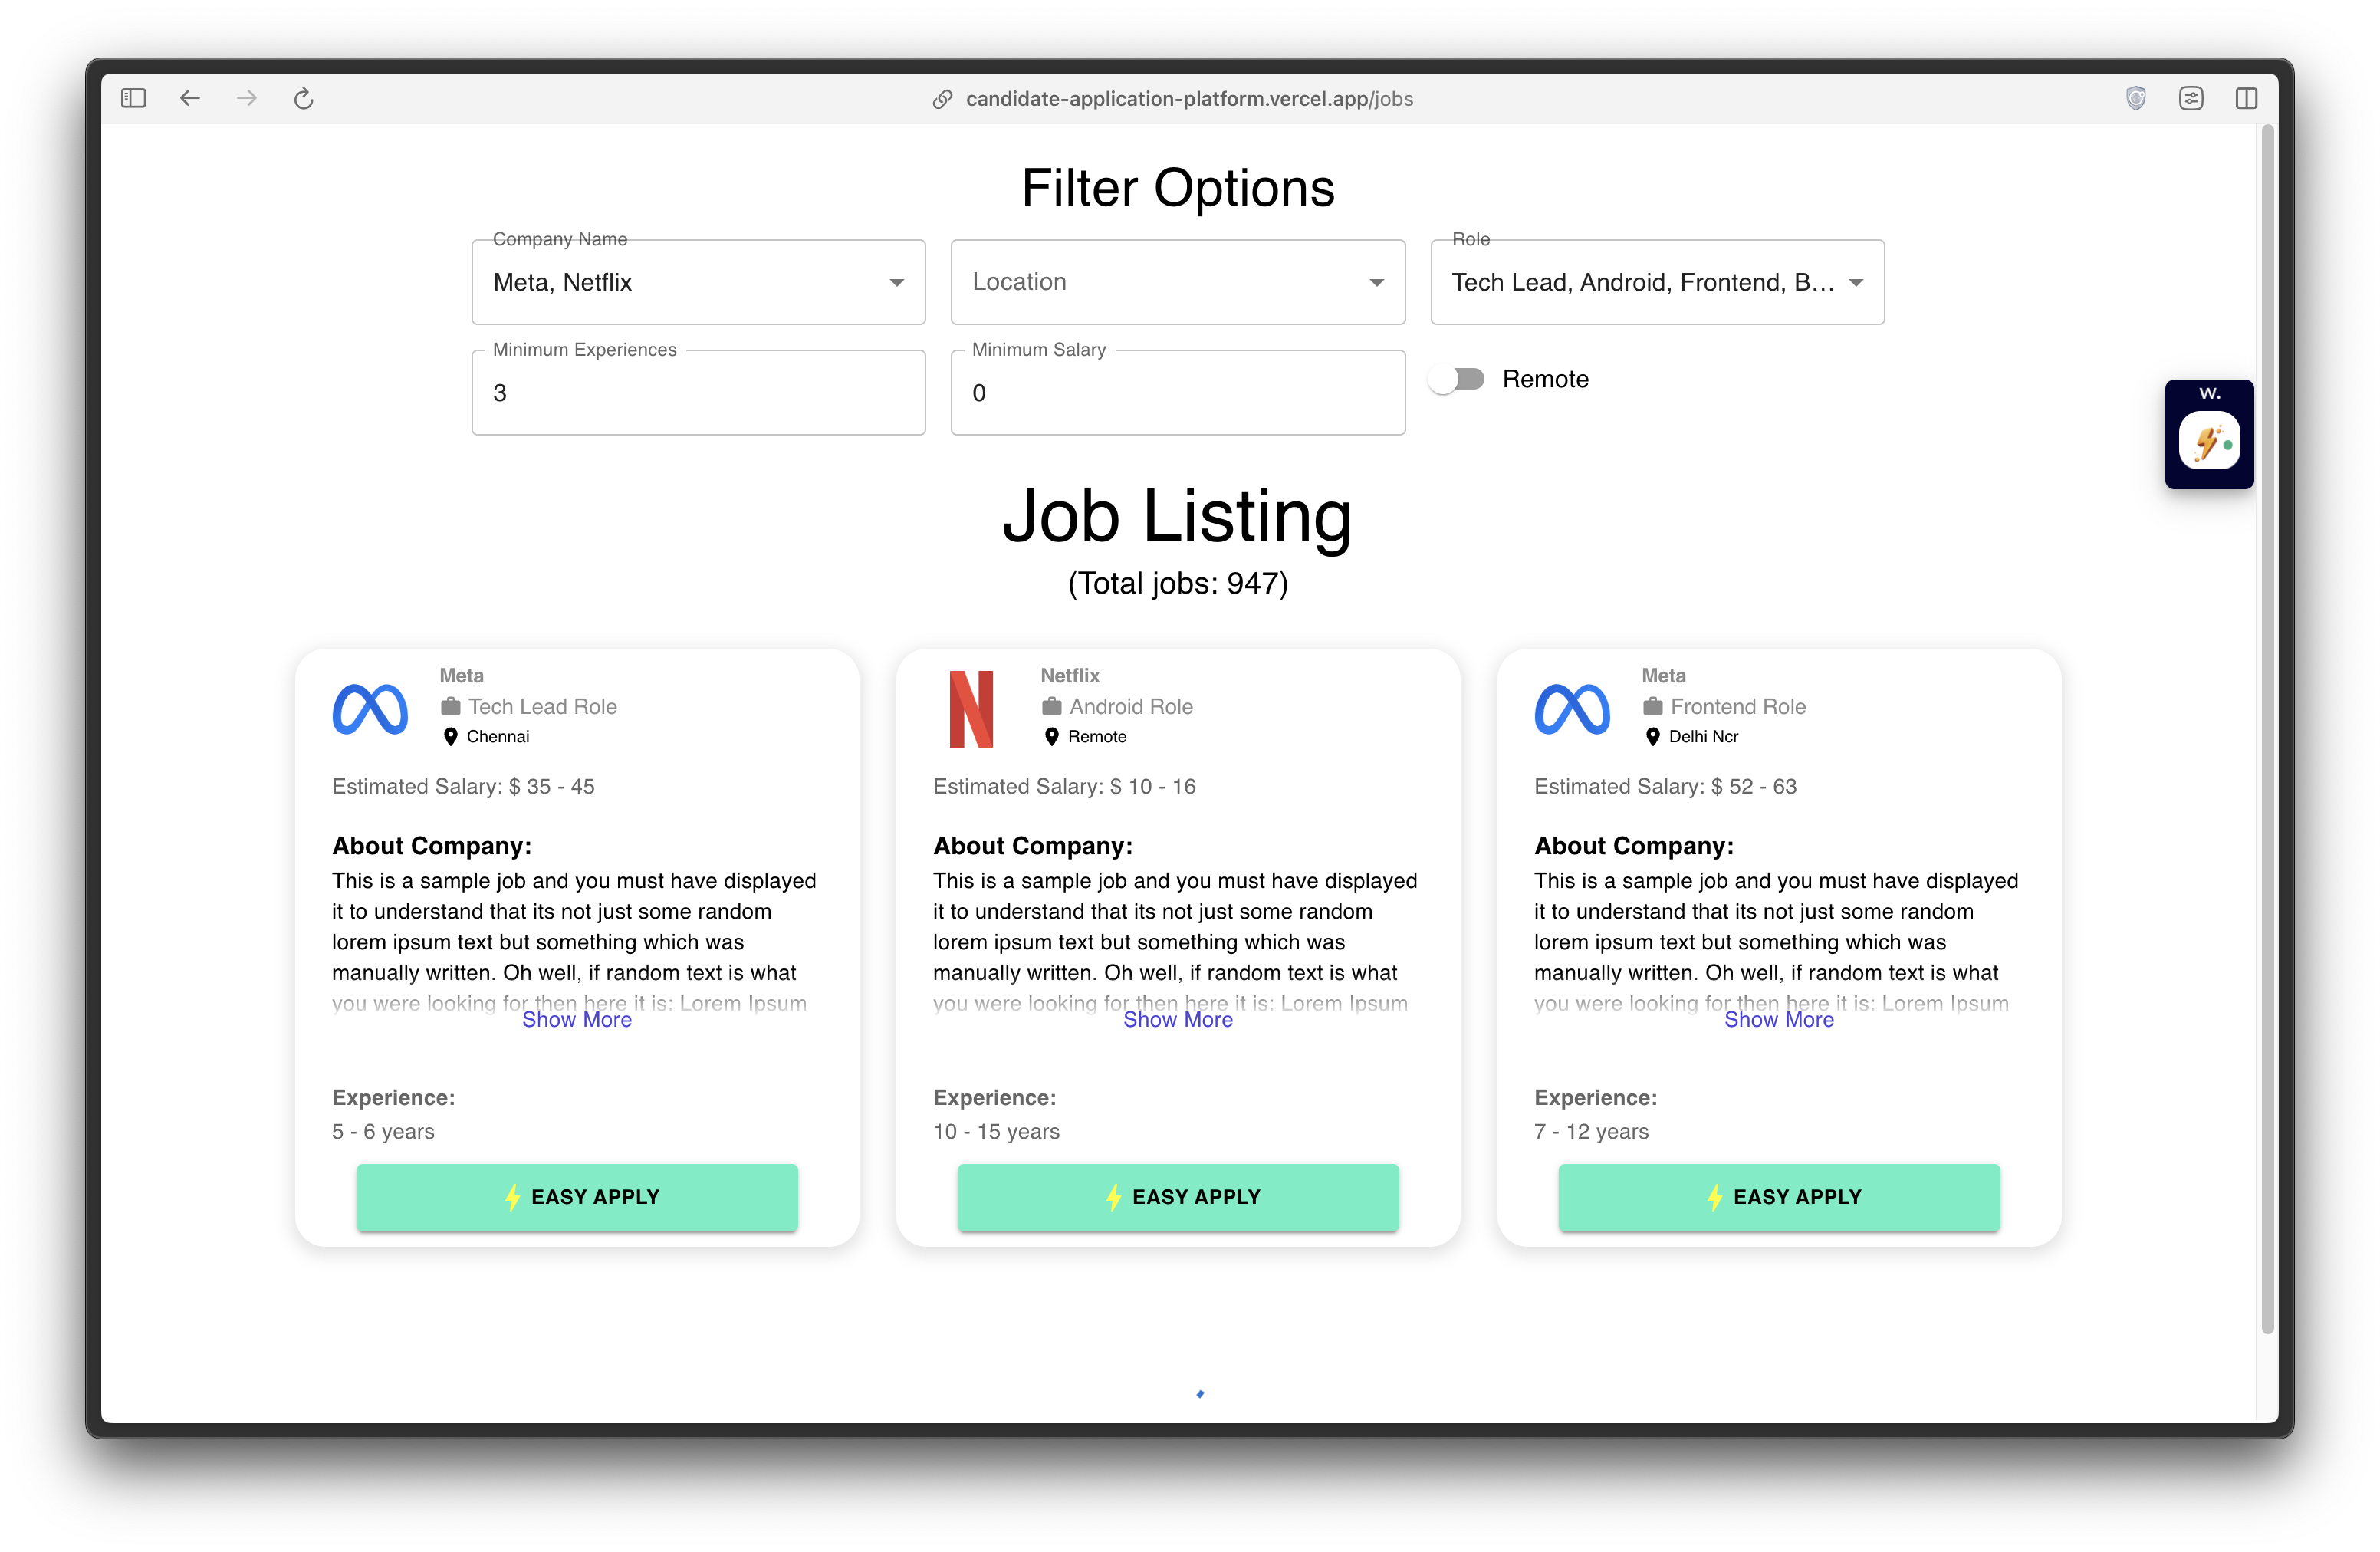 candidate-application-platform.vercel.app/jobs
Filter Options
Company Name
Meta, Netflix
Location
Role
Tech Lead, Android, Frontend, B...
Minimum Experiences
3
Minimum Salary
0
Remote
W.
Job Listing
(Total jobs: 947)
Meta
Tech Lead Role
Chennai
Estimated Salary: $ 35 - 45
About Company:
This is a sample job and you must have displayed
it to understand that its not just some random
lorem ipsum text but something which was
manually written. Oh well, if random text is what
you were looking for then here it is: Lorem Ipsum
Show More
Experience:
5 - 6 years
EASY APPLY
Netflix
Android Role
Remote
Estimated Salary: $ 10 - 16
About Company:
This is a sample job and you must have displayed
it to understand that its not just some random
lorem ipsum text but something which was
manually written. Oh well, if random text is what
you were looking for then here it is: Lorem Ipsum
Show More
Experience:
10 - 15 years
EASY APPLY
Meta
Frontend Role
Delhi Ncr
Estimated Salary: $ 52 - 63
About Company:
This is a sample job and you must have displayed
it to understand that its not just some random
lorem ipsum text but something which was
manually written. Oh well, if random text is what
you were looking for then here it is: Lorem Ipsum
Show More
Experience:
7 - 12 years
EASY APPLY